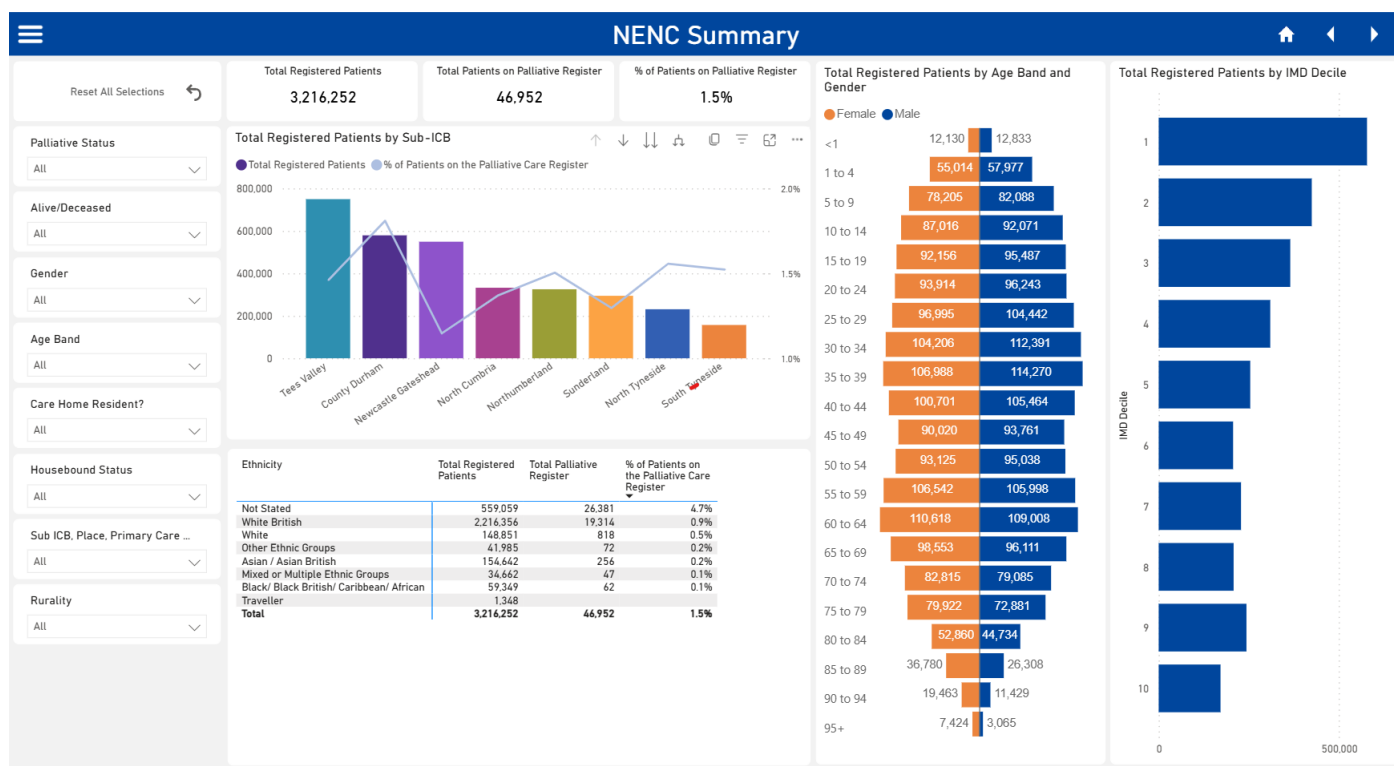 NENC Summary
Reset All Selections
Palliative Status
All
Alive/Deceased
All
Gender
All
Age Band
All
Care Home Resident?
All
Housebound Status
All
Sub ICB, Place, Primary Care ...
All
Rurality
All
Total Registered Patients
3,216,252
Total Patients on Palliative Register
46,952
% of Patients on Palliative Register
1.5%
Total Registered Patients by Sub-ICB
Total Registered Patients % of Patients on the Palliative Care Register
800,000 2.0%
600,000
400,000 1.5%
200,000
0 1.0%
Tees Valley
County Durham
Newcastle Gateshead
North Cumbria
Northumberland
Sunderland
North Tyneside
South Tyneside
Ethnicity Total Registered Patients Total Palliative Register % of Patients on the Palliative Care Register
Not Stated 559,059 26,381 4.7%
White British 2,216,356 19,314 0.9%
White 148,851 818 0.5%
Other Ethnic Groups 41,985 72 0.2%
Asian / Asian British 154,642 256 0.2%
Mixed or Multiple Ethnic Groups 34,662 47 0.1%
Black/ Black British/ Caribbean/ African 59,349 62 0.1%
Traveller 1,348
Total 3,216,252 46,952 1.5%
Total Registered Patients by Age Band and
Gender
Female Male
<1 12,130 12,833
1 to 4 55,014 57,977
5 to 9 78,205 82,088
10 to 14 87,016 92,071
15 to 19 92,156 95,487
20 to 24 93,914 96,243
25 to 29 96,995 104,442
30 to 34 104,206 112,391
35 to 39 106,988 114,270
40 to 44 100,701 105,464
45 to 49 90,020 93,761
50 to 54 93,125 95,038
55 to 59 106,542 105,998
60 to 64 110,618 109,008
65 to 69 98,553 96,111
70 to 74 82,815 79,085
75 to 79 79,922 72,881
80 to 84 52,860 44,734
85 to 89 36,780 26,308
90 to 94 19,463 11,429
95+ 7,424 3,065
Total Registered Patients by IMD Decile
IMD Decile
1
2
3
4
5
6
7
8
9
10
0 500,000